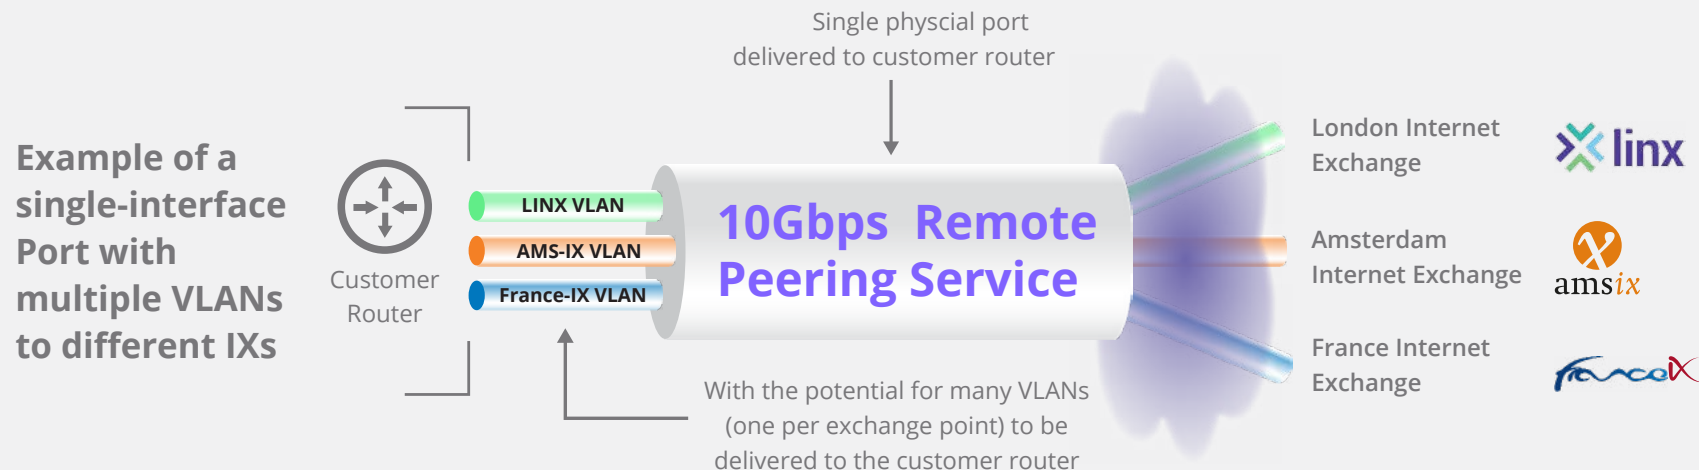 Example of a
single-interface
Port with
multiple VLANs
to different IXs
Customer
Router
LINX VLAN
AMS-IX VLAN
France-IX VLAN
Single physcial port
delivered to customer router
10Gbps Remote
Peering Service
With the potential for many VLANs
(one per exchange point) to be
delivered to the customer router
London Internet
Exchange
linx
Amsterdam
Internet Exchange
amsix
France Internet
Exchange
franceix